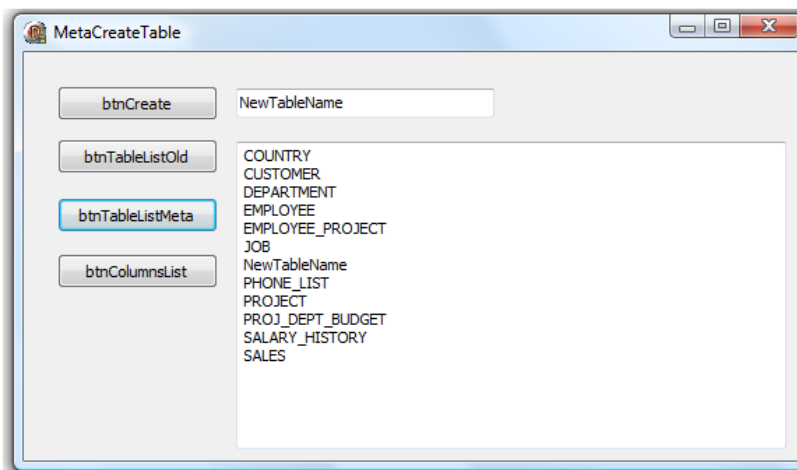 MetaCreateTable
btnCreate
NewTableName
btnTableListOld
btnTableListMeta
btnColumnsList
COUNTRY
CUSTOMER
DEPARTMENT
EMPLOYEE
EMPLOYEE_PROJECT
JOB
NewTableName
PHONE_LIST
PROJECT
PROJ_DEPT_BUDGET
SALARY_HISTORY
SALES